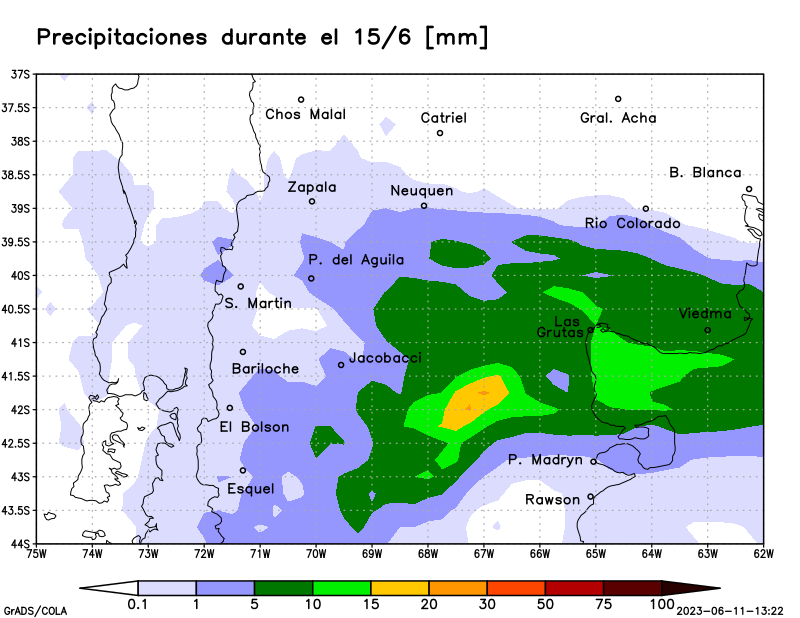 Precipitaciones durante el 15/6 [mm]
37S
37.5S
Chos Malal
Catriel
Gral. Acha
38S
38.5S
B. Blanca
Zapala
Neuquen
39S
Rio Colorado
39.5S
P. del Aguila
40S
S. Martin
40.5S
Las
Grutas
Viedma
41S
Bariloche
Jacobacci
41.5S
42S
El Bolson
42.5S
P. Madryn
43S
Esquel
Rawson
43.5S
44S
75W 74W 73W 72W 71W 70W 69W 68W 67W 66W 65W 64W 63W 62W
0.1 1 5 10 15 20 30 50 75 100
GrADS/COLA
2023-06-11-13:22